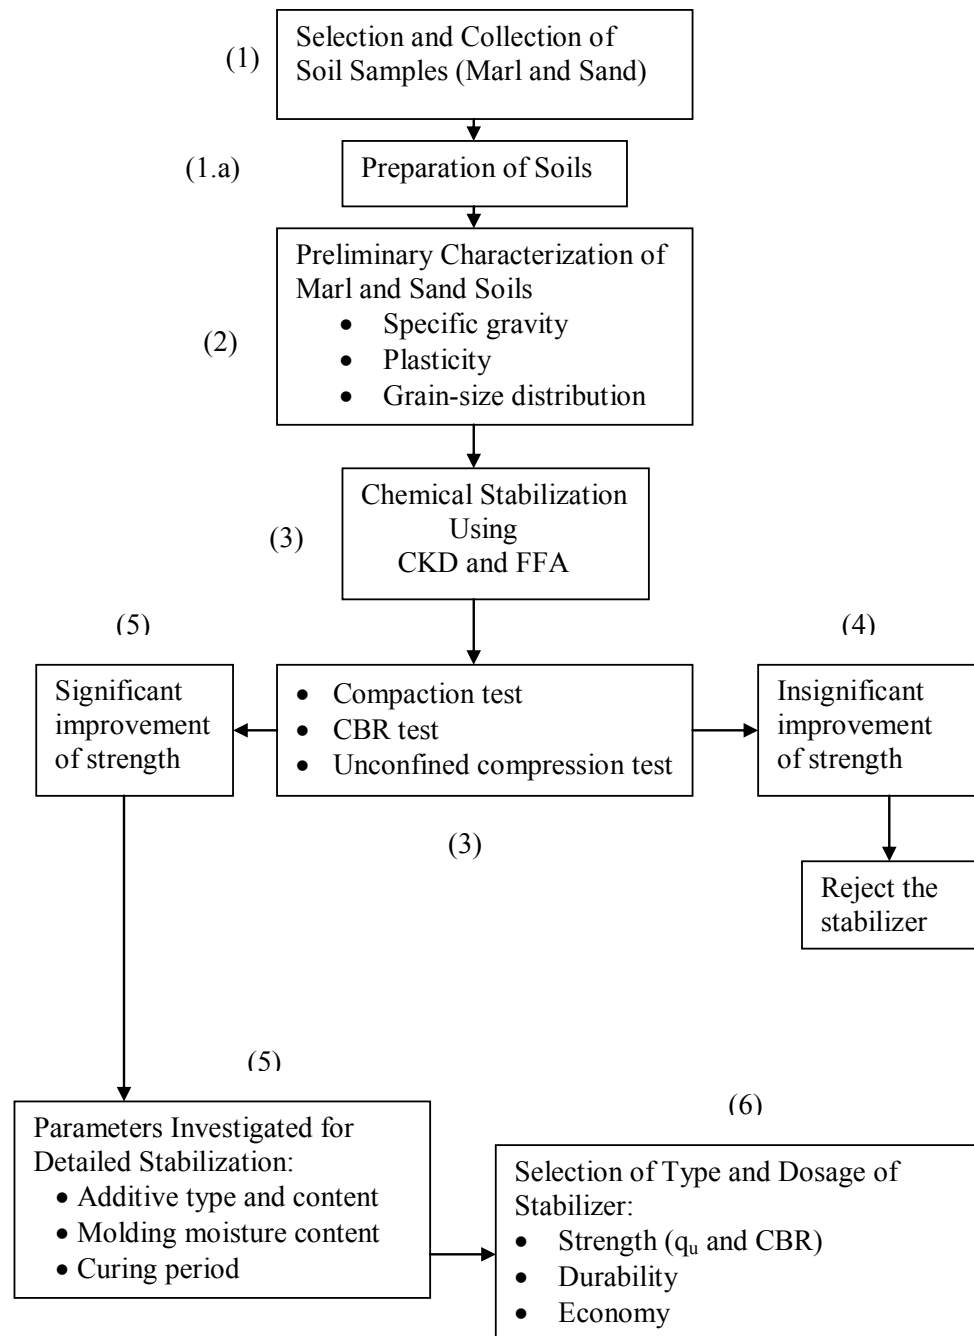 (1)
Selection and Collection of
Soil Samples (Marl and Sand)
(1.a)
Preparation of Soils
(2)
Preliminary Characterization of
Marl and Sand Soils
• Specific gravity
• Plasticity
• Grain-size distribution
(3)
Chemical Stabilization
Using
CKD and FFA
(5)
Significant
improvement
of strength
• Compaction test
• CBR test
• Unconfined compression test
(3)
(4)
Insignificant
improvement
of strength
Reject the
stabilizer
(5)
Parameters Investigated for
Detailed Stabilization:
• Additive type and content
• Molding moisture content
• Curing period
(6)
Selection of Type and Dosage of
Stabilizer:
• Strength (qu and CBR)
• Durability
• Economy